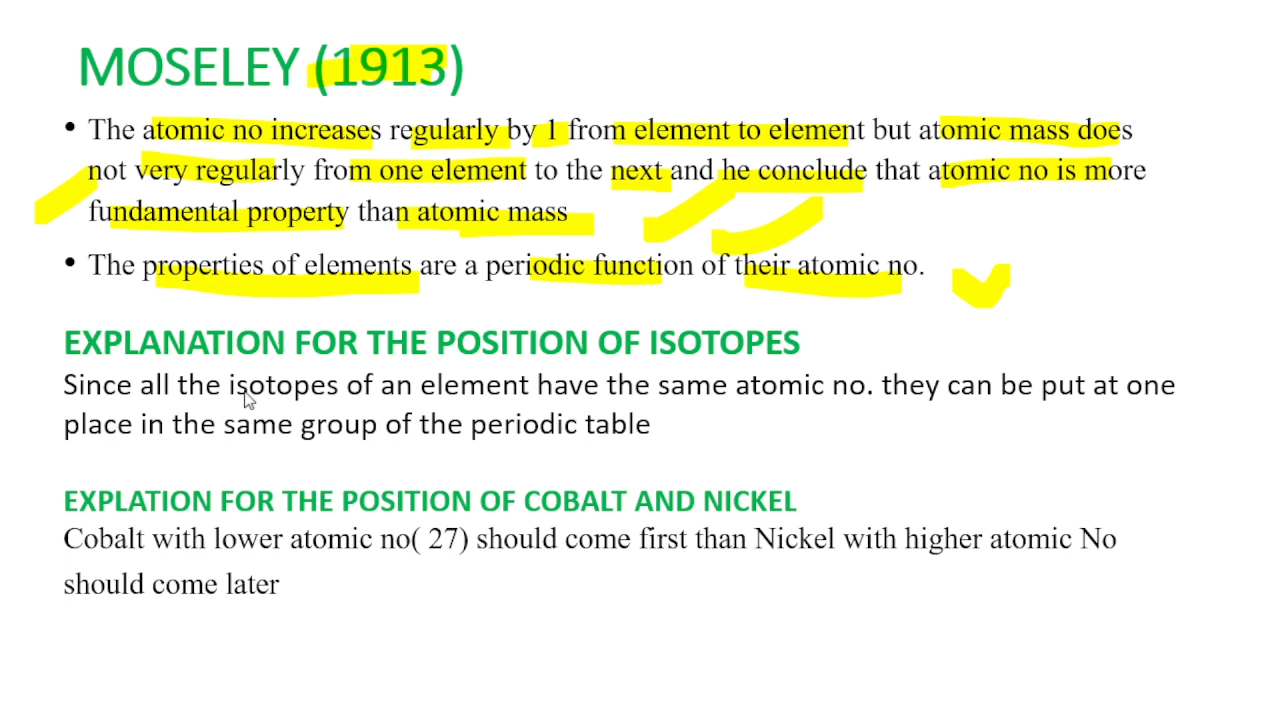 MOSELEY (1913)
• The atomic no increases regularly by 1 from element to element but atomic mass does
not very regularly from one element to the next and he conclude that atomic no is more
fundamental property than atomic mass
• The properties of elements are a periodic function of their atomic no.
EXPLANATION FOR THE POSITION OF ISOTOPES
Since all the isotopes of an element have the same atomic no. they can be put at one
place in the same group of the periodic table
EXPLATION FOR THE POSITION OF COBALT AND NICKEL
Cobalt with lower atomic no( 27) should come first than Nickel with higher atomic No
should come later